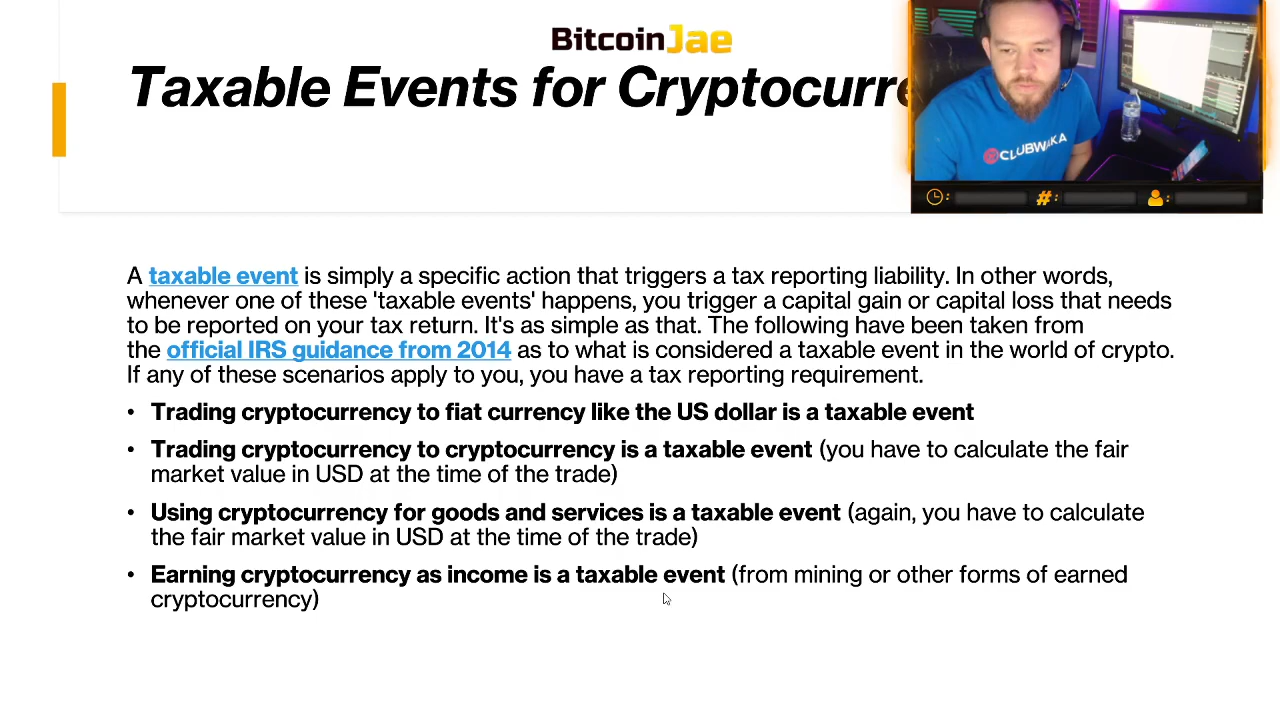 BitcoinJae
Taxable Events for Cryptocurre
CLUBWAKA
#:
A taxable event is simply a specific action that triggers a tax reporting liability. In other words,
whenever one of these 'taxable events' happens, you trigger a capital gain or capital loss that needs
to be reported on your tax return. It's as simple as that. The following have been taken from
the official IRS guidance from 2014 as to what is considered a taxable event in the world of crypto.
If any of these scenarios apply to you, you have a tax reporting requirement.
• Trading cryptocurrency to fiat currency like the US dollar is a taxable event
• Trading cryptocurrency to cryptocurrency is a taxable event (you have to calculate the fair
market value in USD at the time of the trade)
• Using cryptocurrency for goods and services is a taxable event (again, you have to calculate
the fair market value in USD at the time of the trade)
• Earning cryptocurrency as income is a taxable event (from mining or other forms of earned
cryptocurrency)